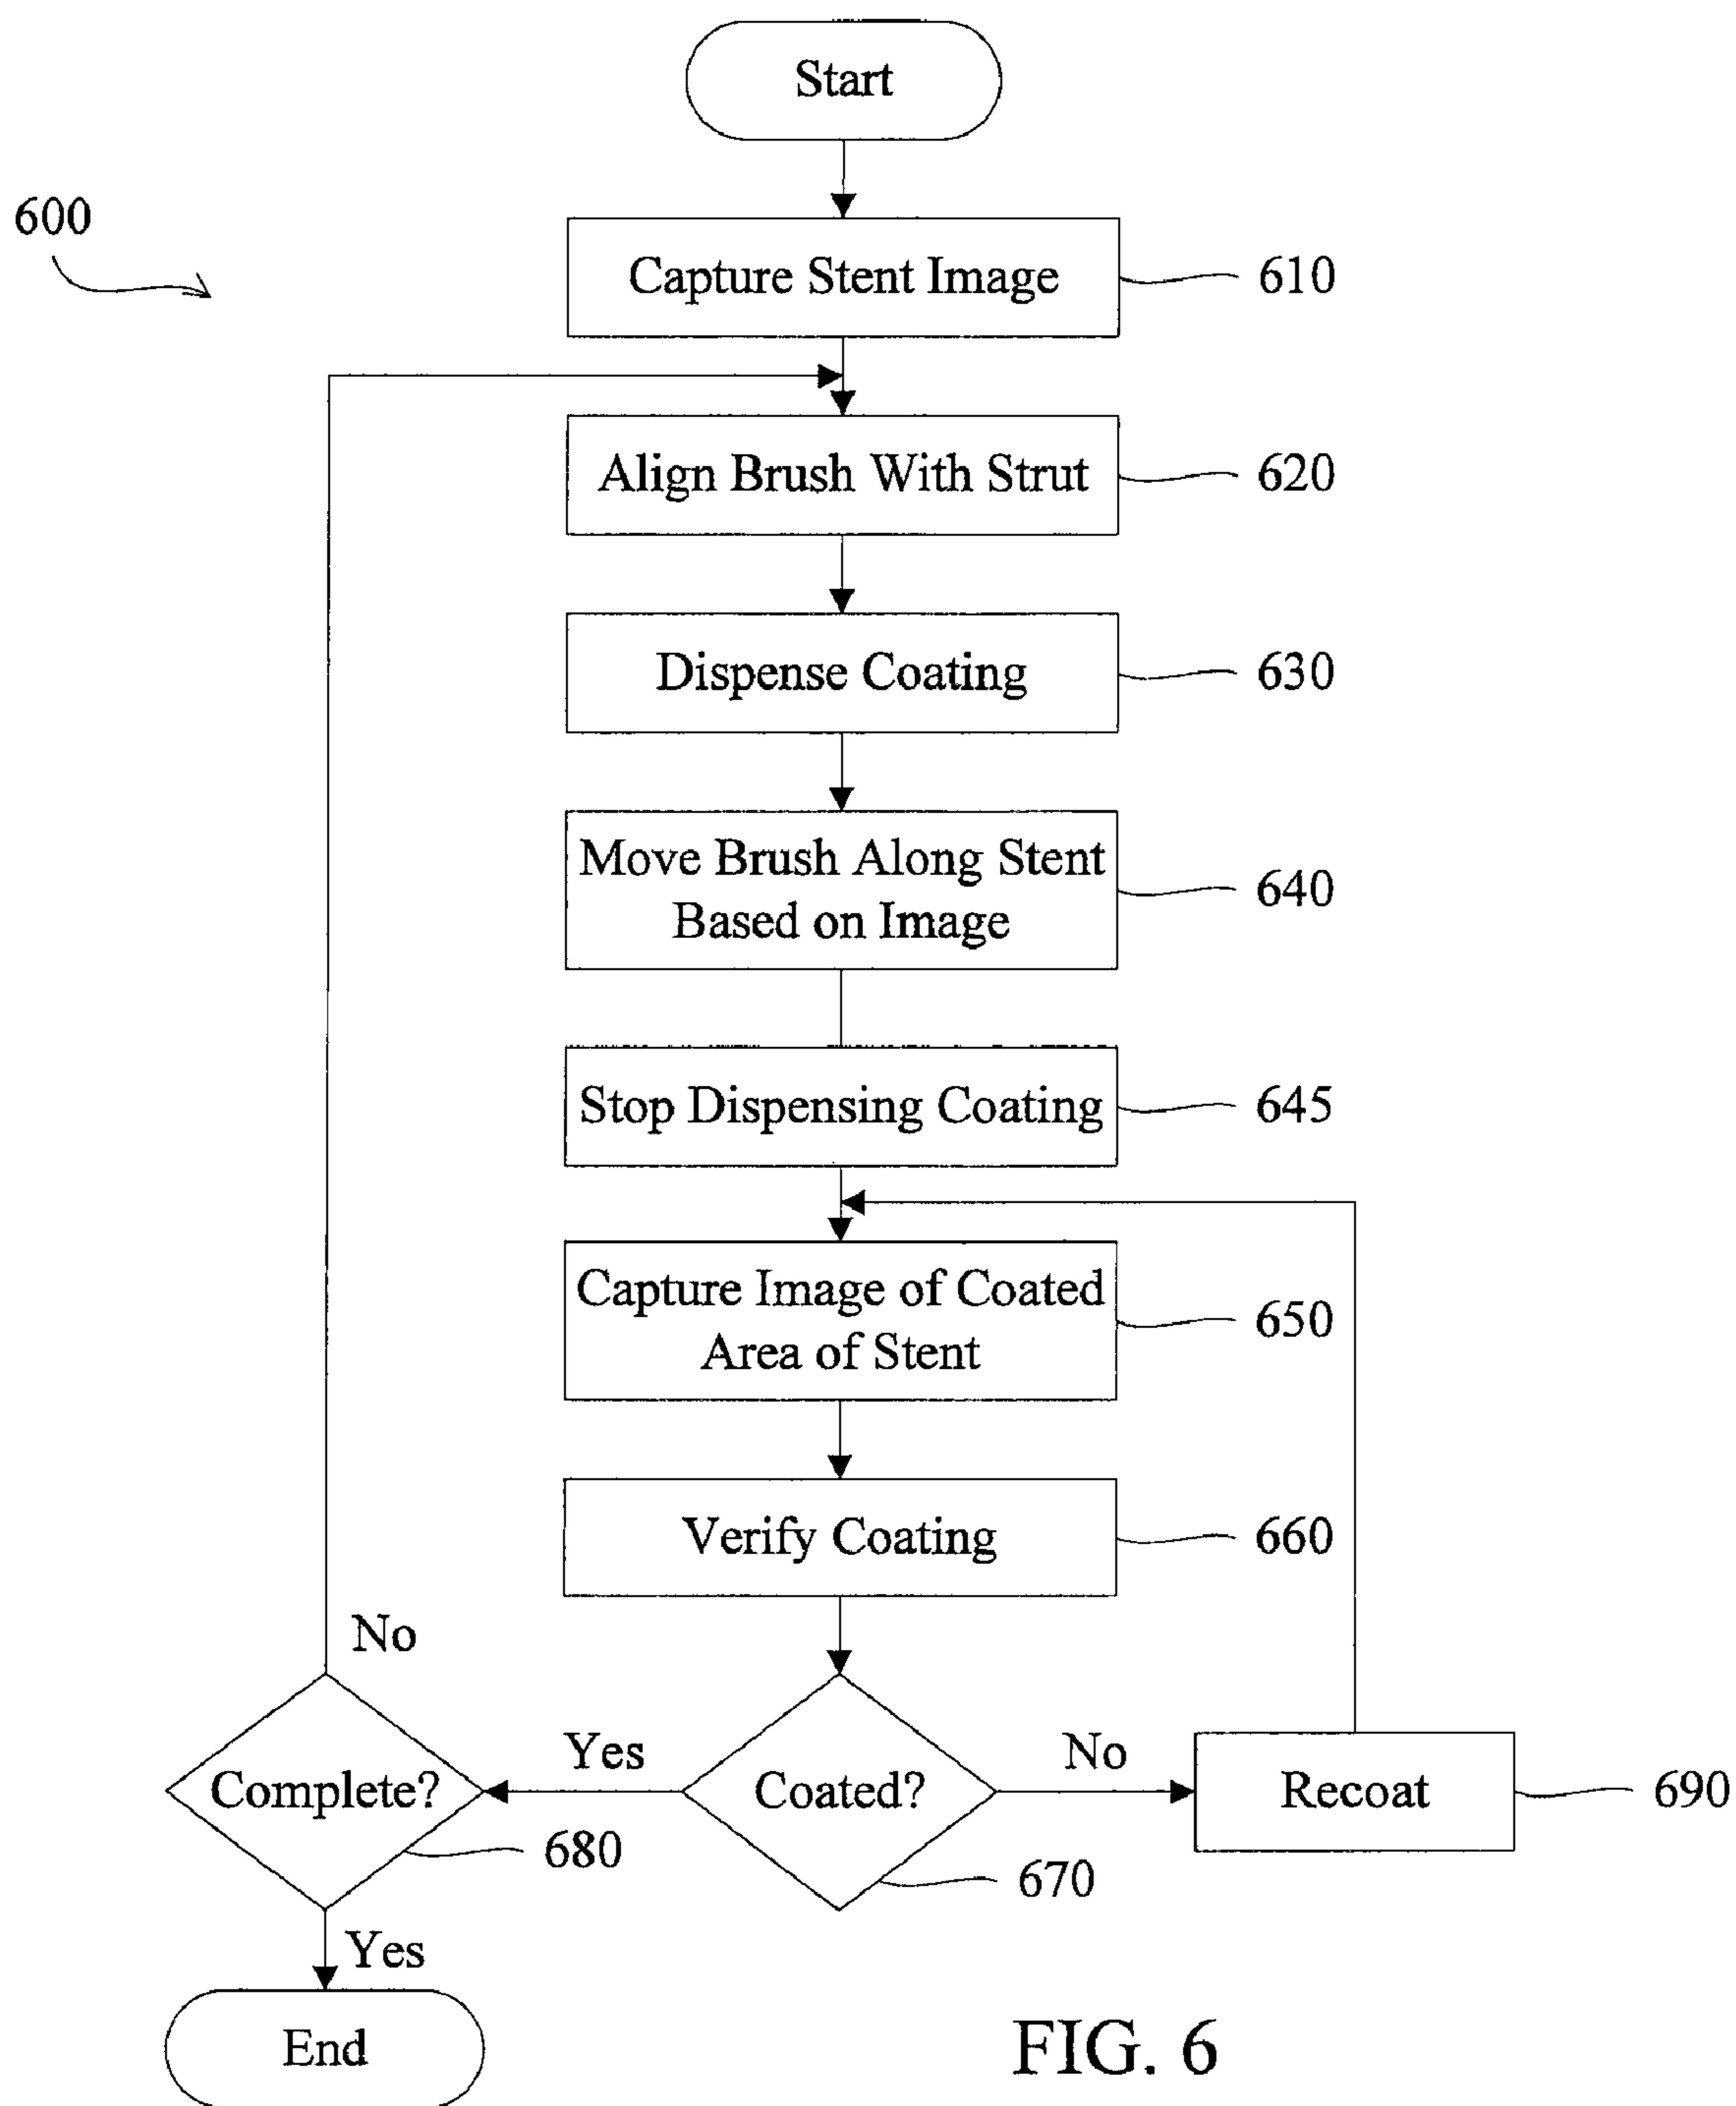 Start
600
Capture Stent Image
610
Align Brush With Strut
620
Dispense Coating
630
Move Brush Along Stent
Based on Image
640
Stop Dispensing Coating
645
Capture Image of Coated
Area of Stent
650
Verify Coating
660
No
Complete?
680
Yes
Coated?
670
No
Recoat
690
Yes
End
FIG. 6